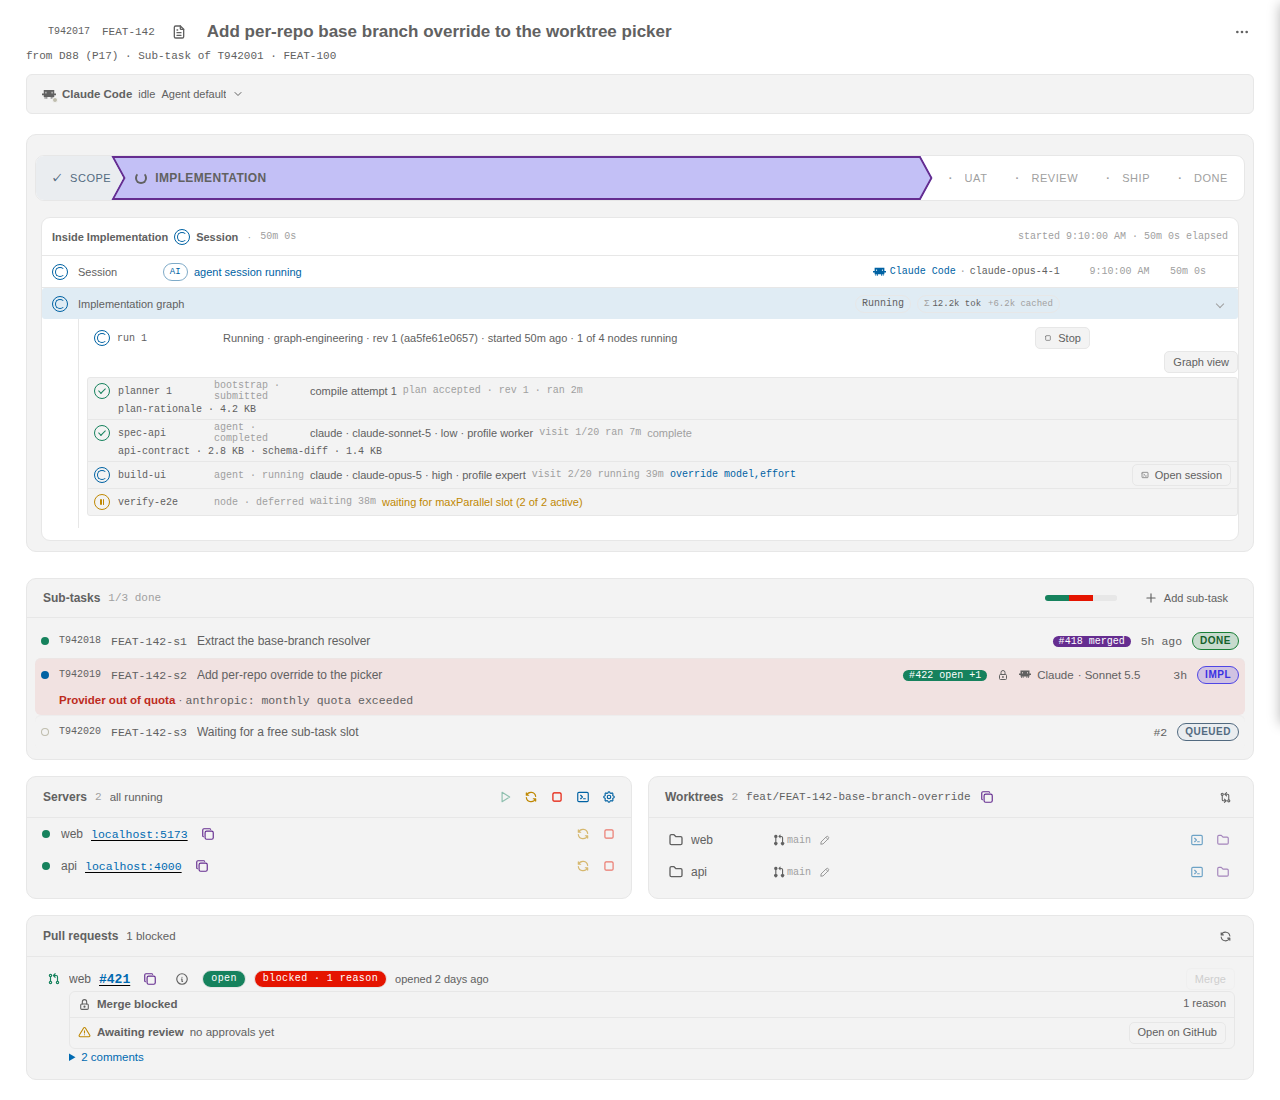 T942017 FEAT-142 Add per-repo base branch override to the worktree picker
from D88 (P17) · Sub-task of T942001 · FEAT-100
Claude Code idle Agent default
SCOPE IMPLEMENTATION · UAT · REVIEW · SHIP · DONE
Inside Implementation Session · 50m 0s started 9:10:00 AM · 50m 0s elapsed
Session AI agent session running Claude Code · claude-opus-4-1 9:10:00 AM 50m 0s
Implementation graph Running Σ 12.2k tok +6.2k cached
run 1 Running · graph-engineering · rev 1 (aa5fe61e0657) · started 50m ago · 1 of 4 nodes running Stop
Graph view
planner 1 bootstrap · submitted compile attempt 1 plan accepted · rev 1 · ran 2m
plan-rationale · 4.2 KB
spec-api agent · completed claude · claude-sonnet-5 · low · profile worker visit 1/20 ran 7m complete
api-contract · 2.8 KB · schema-diff · 1.4 KB
build-ui agent · running claude · claude-opus-5 · high · profile expert visit 2/20 running 39m override model,effort Open session
verify-e2e node · deferred waiting 38m waiting for maxParallel slot (2 of 2 active)
Sub-tasks 1/3 done Add sub-task
T942018 FEAT-142-s1 Extract the base-branch resolver #418 merged 5h ago DONE
T942019 FEAT-142-s2 Add per-repo override to the picker #422 open +1 Claude · Sonnet 5.5 3h IMPL
Provider out of quota · anthropic: monthly quota exceeded
T942020 FEAT-142-s3 Waiting for a free sub-task slot #2 QUEUED
Servers 2 all running
web localhost:5173
api localhost:4000
Worktrees 2 feat/FEAT-142-base-branch-override
web main
api main
Pull requests 1 blocked
web #421 open blocked · 1 reason opened 2 days ago Merge
Merge blocked 1 reason
Awaiting review no approvals yet Open on GitHub
2 comments